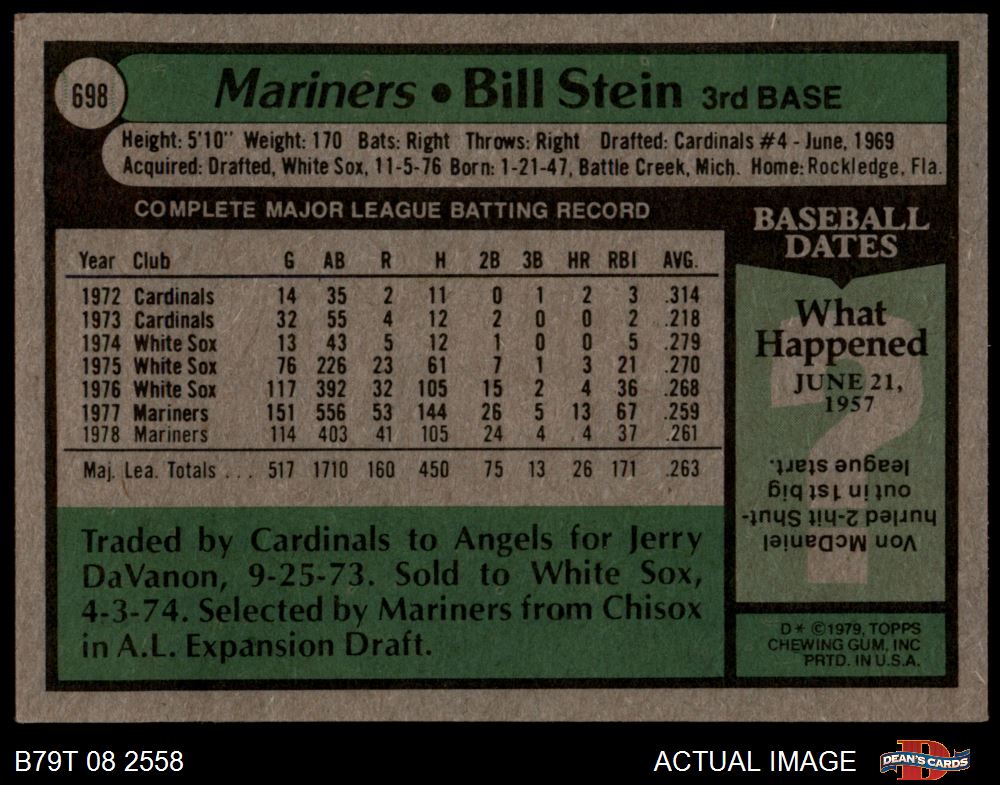 698
Mariners • Bill Stein 3rd BASE
Height: 5'10" Weight: 170 Bats: Right Throws: Right Drafted: Cardinals #4 - June, 1969
Acquired: Drafted, White Sox, 11-5-76 Born: 1-21-47, Battle Creek, Mich. Home: Rockledge, Fla.
COMPLETE MAJOR LEAGUE BATTING RECORD
Year Club G AB R H 2B 3B HR RBI AVG.
1972 Cardinals 14 35 2 11 0 1 2 3 .314
1973 Cardinals 32 55 4 12 2 0 0 2 .218
1974 White Sox 13 43 5 12 1 0 0 5 .279
1975 White Sox 76 226 23 61 7 1 3 21 .270
1976 White Sox 117 392 32 105 15 2 4 36 .268
1977 Mariners 151 556 53 144 26 5 13 67 .259
1978 Mariners 114 403 41 105 24 4 4 37 .261
Maj. Lea. Totals . . . 517 1710 160 450 75 13 26 171 .263
Traded by Cardinals to Angels for Jerry
DaVanon, 9-25-73. Sold to White Sox,
4-3-74. Selected by Mariners from Chisox
in A.L. Expansion Draft.
BASEBALL
DATES
?
What
Happened
JUNE 21,
1957
Von McDaniel
hurled 2-hit Shut-
out in 1st big
league start.
D* ©1979, TOPPS
CHEWING GUM, INC
PRTD. IN U.S.A.
B79T 08 2558
ACTUAL IMAGE
D
DEAN'S CARDS